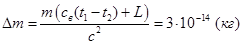 Δm = m(c_в(t₁ − t₂) + L) / c² = 3·10⁻¹⁴ (кг)